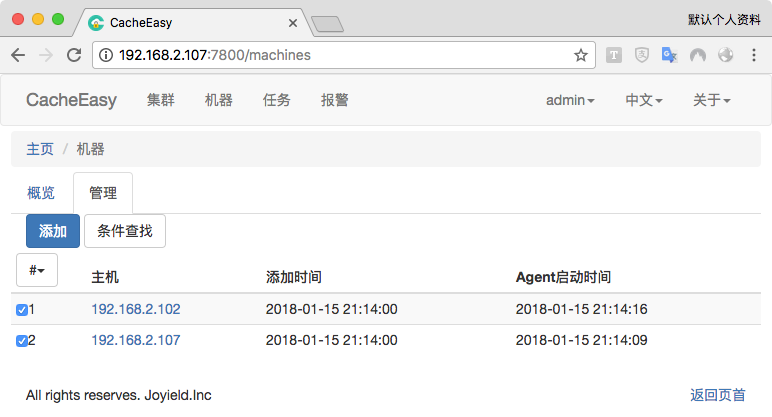 CacheEasy
默认个人资料
192.168.2.107:7800/machines
CacheEasy 集群 机器 任务 报警 admin 中文 关于
主页 / 机器
概览 管理
添加 条件查找
# 主机 添加时间 Agent启动时间
1 192.168.2.102 2018-01-15 21:14:00 2018-01-15 21:14:16
2 192.168.2.107 2018-01-15 21:14:00 2018-01-15 21:14:09
All rights reserves. Joyield.Inc 返回页首